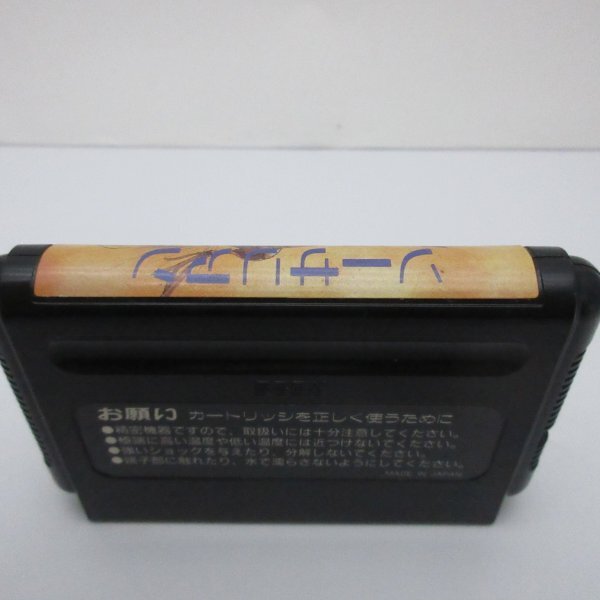 ソーサリアン
SEGA
お願い カートリッジを正しく使うために
●精密機器ですので、取扱いには十分注意してください。
●極端に高い温度や低い温度には近づけないでください。
●強いショックを与えたり、分解しないでください。
●端子部に触れたり、水で濡らさないようにしてください。
MADE IN JAPAN